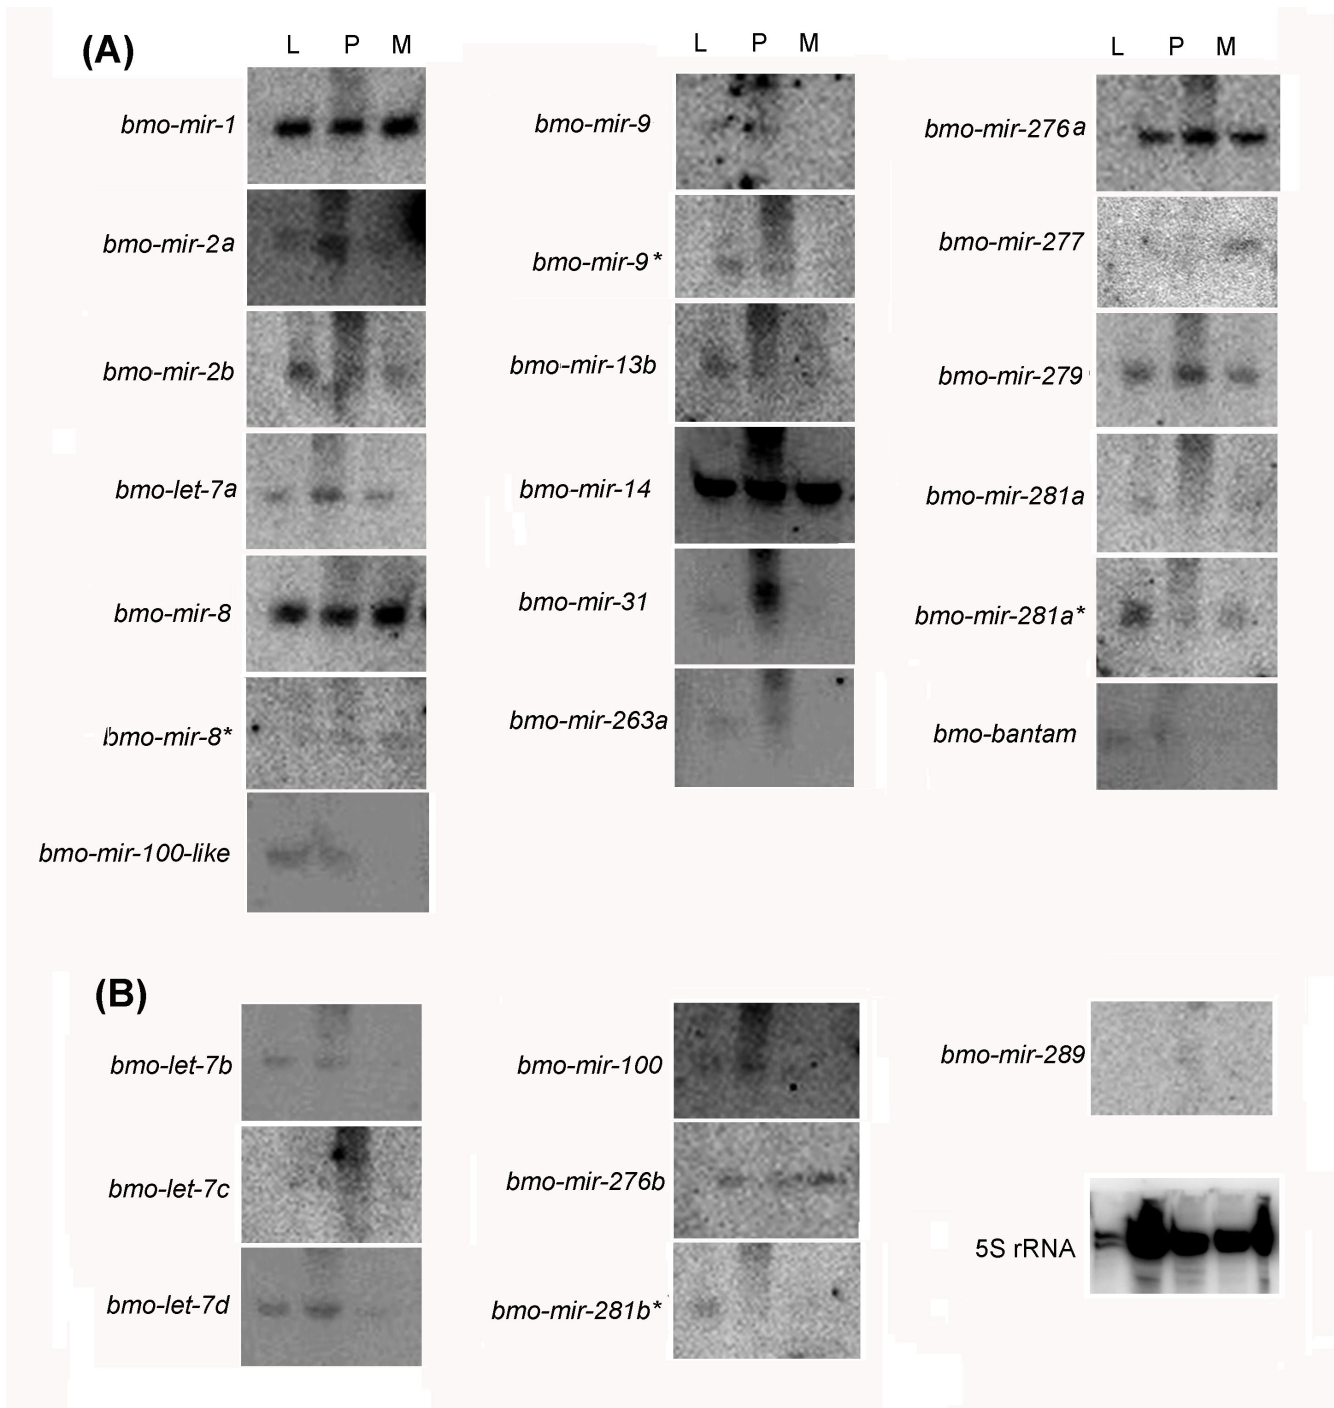 (A)
L P M
bmo-mir-1
bmo-mir-2a
bmo-mir-2b
bmo-let-7a
bmo-mir-8
bmo-mir-8*
bmo-mir-100-like
L P M
bmo-mir-9
bmo-mir-9*
bmo-mir-13b
bmo-mir-14
bmo-mir-31
bmo-mir-263a
L P M
bmo-mir-276a
bmo-mir-277
bmo-mir-279
bmo-mir-281a
bmo-mir-281a*
bmo-bantam
(B)
bmo-let-7b
bmo-let-7c
bmo-let-7d
bmo-mir-100
bmo-mir-276b
bmo-mir-281b*
bmo-mir-289
5S rRNA